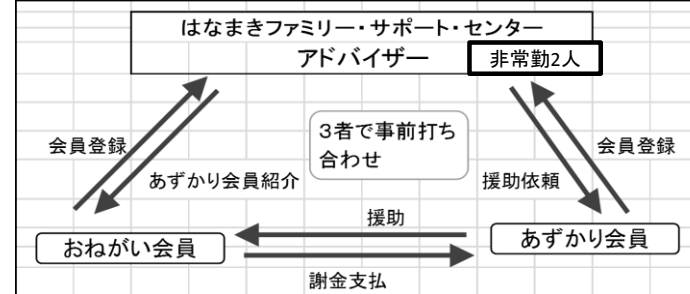 はなまきファミリー・サポート・センター
アドバイザー
非常勤2人
3者で事前打ち
合わせ
会員登録
会員登録
あずかり会員紹介
援助依頼
援助
おねがい会員
あずかり会員
謝金支払